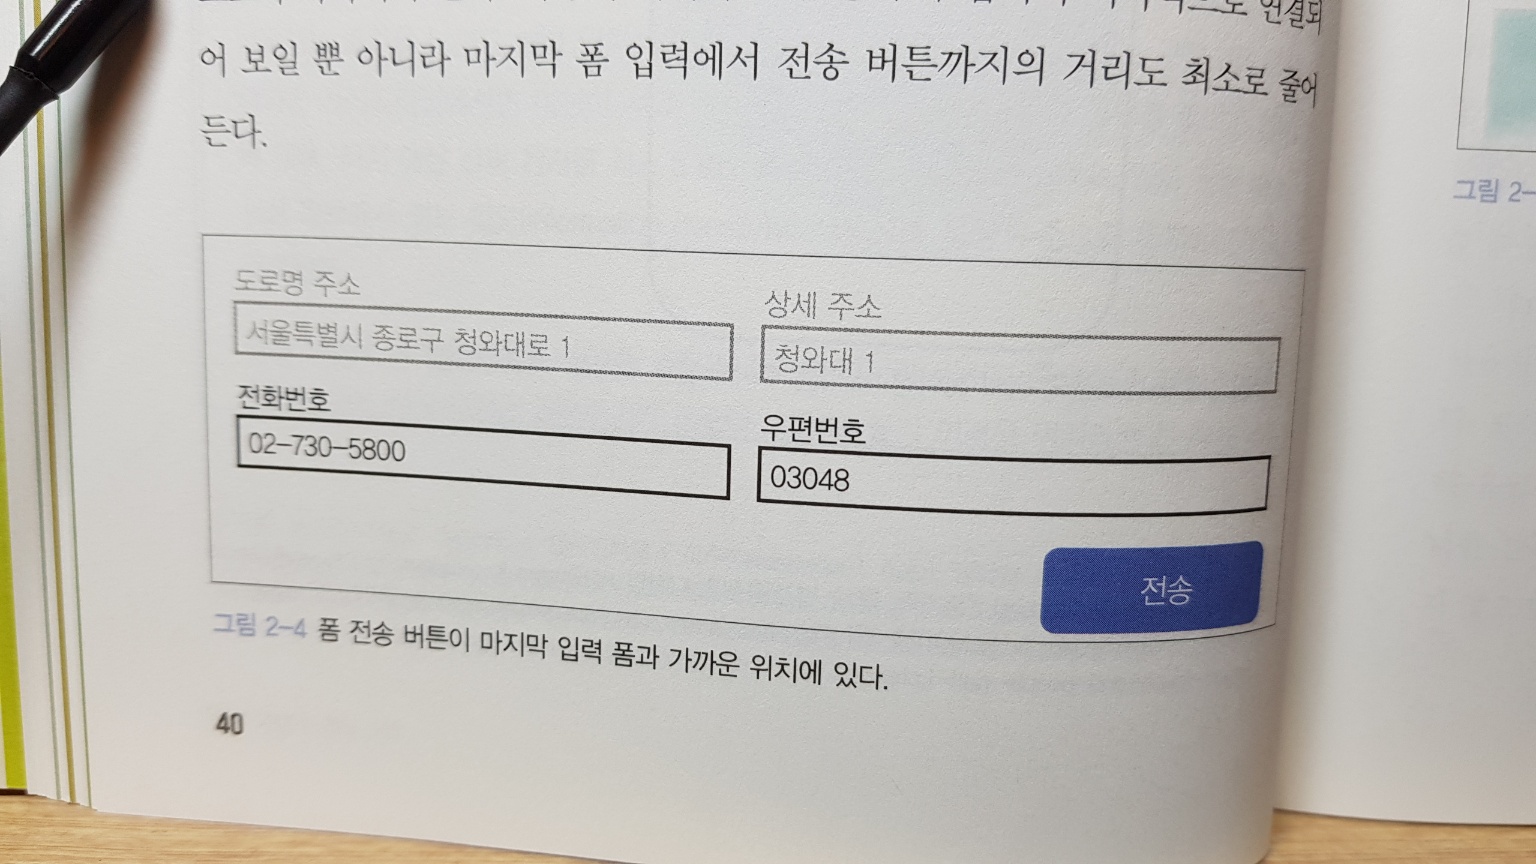 연결되
어 보일 뿐 아니라 마지막 폼 입력에서 전송 버튼까지의 거리도 최소로 줄어
든다.
도로명 주소
상세 주소
서울특별시 종로구 청와대로 1
청와대 1
전화번호
우편번호
02-730-5800
03048
전송
그림 2-4 폼 전송 버튼이 마지막 입력 폼과 가까운 위치에 있다.
40
그림 2-